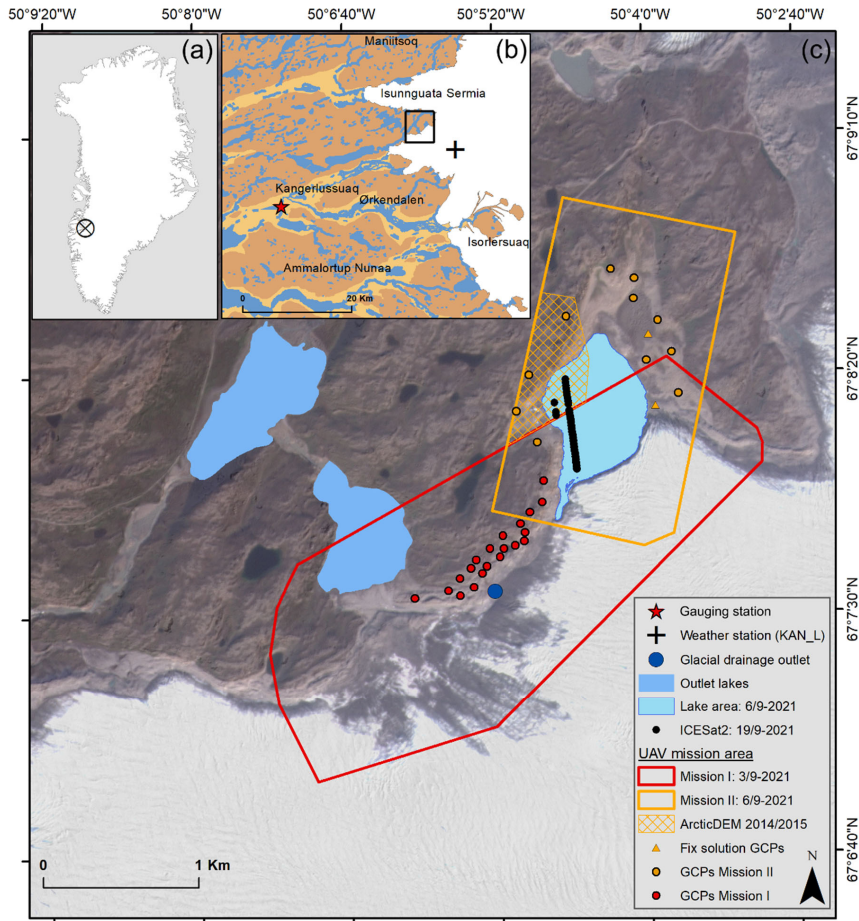 50°9'20"W 50°8'0"W 50°6'40"W 50°5'20"W 50°4'0"W 50°2'40"W
(a)
(b)
(c)
Maniitsoq
Isunnguata Sermia
Kangerlussuaq
Ørkendalen
Isorlersuaq
Ammalortup Nunaa
0 20 Km
67°9'10"N
67°8'20"N
67°7'30"N
67°6'40"N
Gauging station
Weather station (KAN_L)
Glacial drainage outlet
Outlet lakes
Lake area: 6/9-2021
ICESat2: 19/9-2021
UAV mission area
Mission I: 3/9-2021
Mission II: 6/9-2021
ArcticDEM 2014/2015
Fix solution GCPs
GCPs Mission II
GCPs Mission I
N
0 1 Km